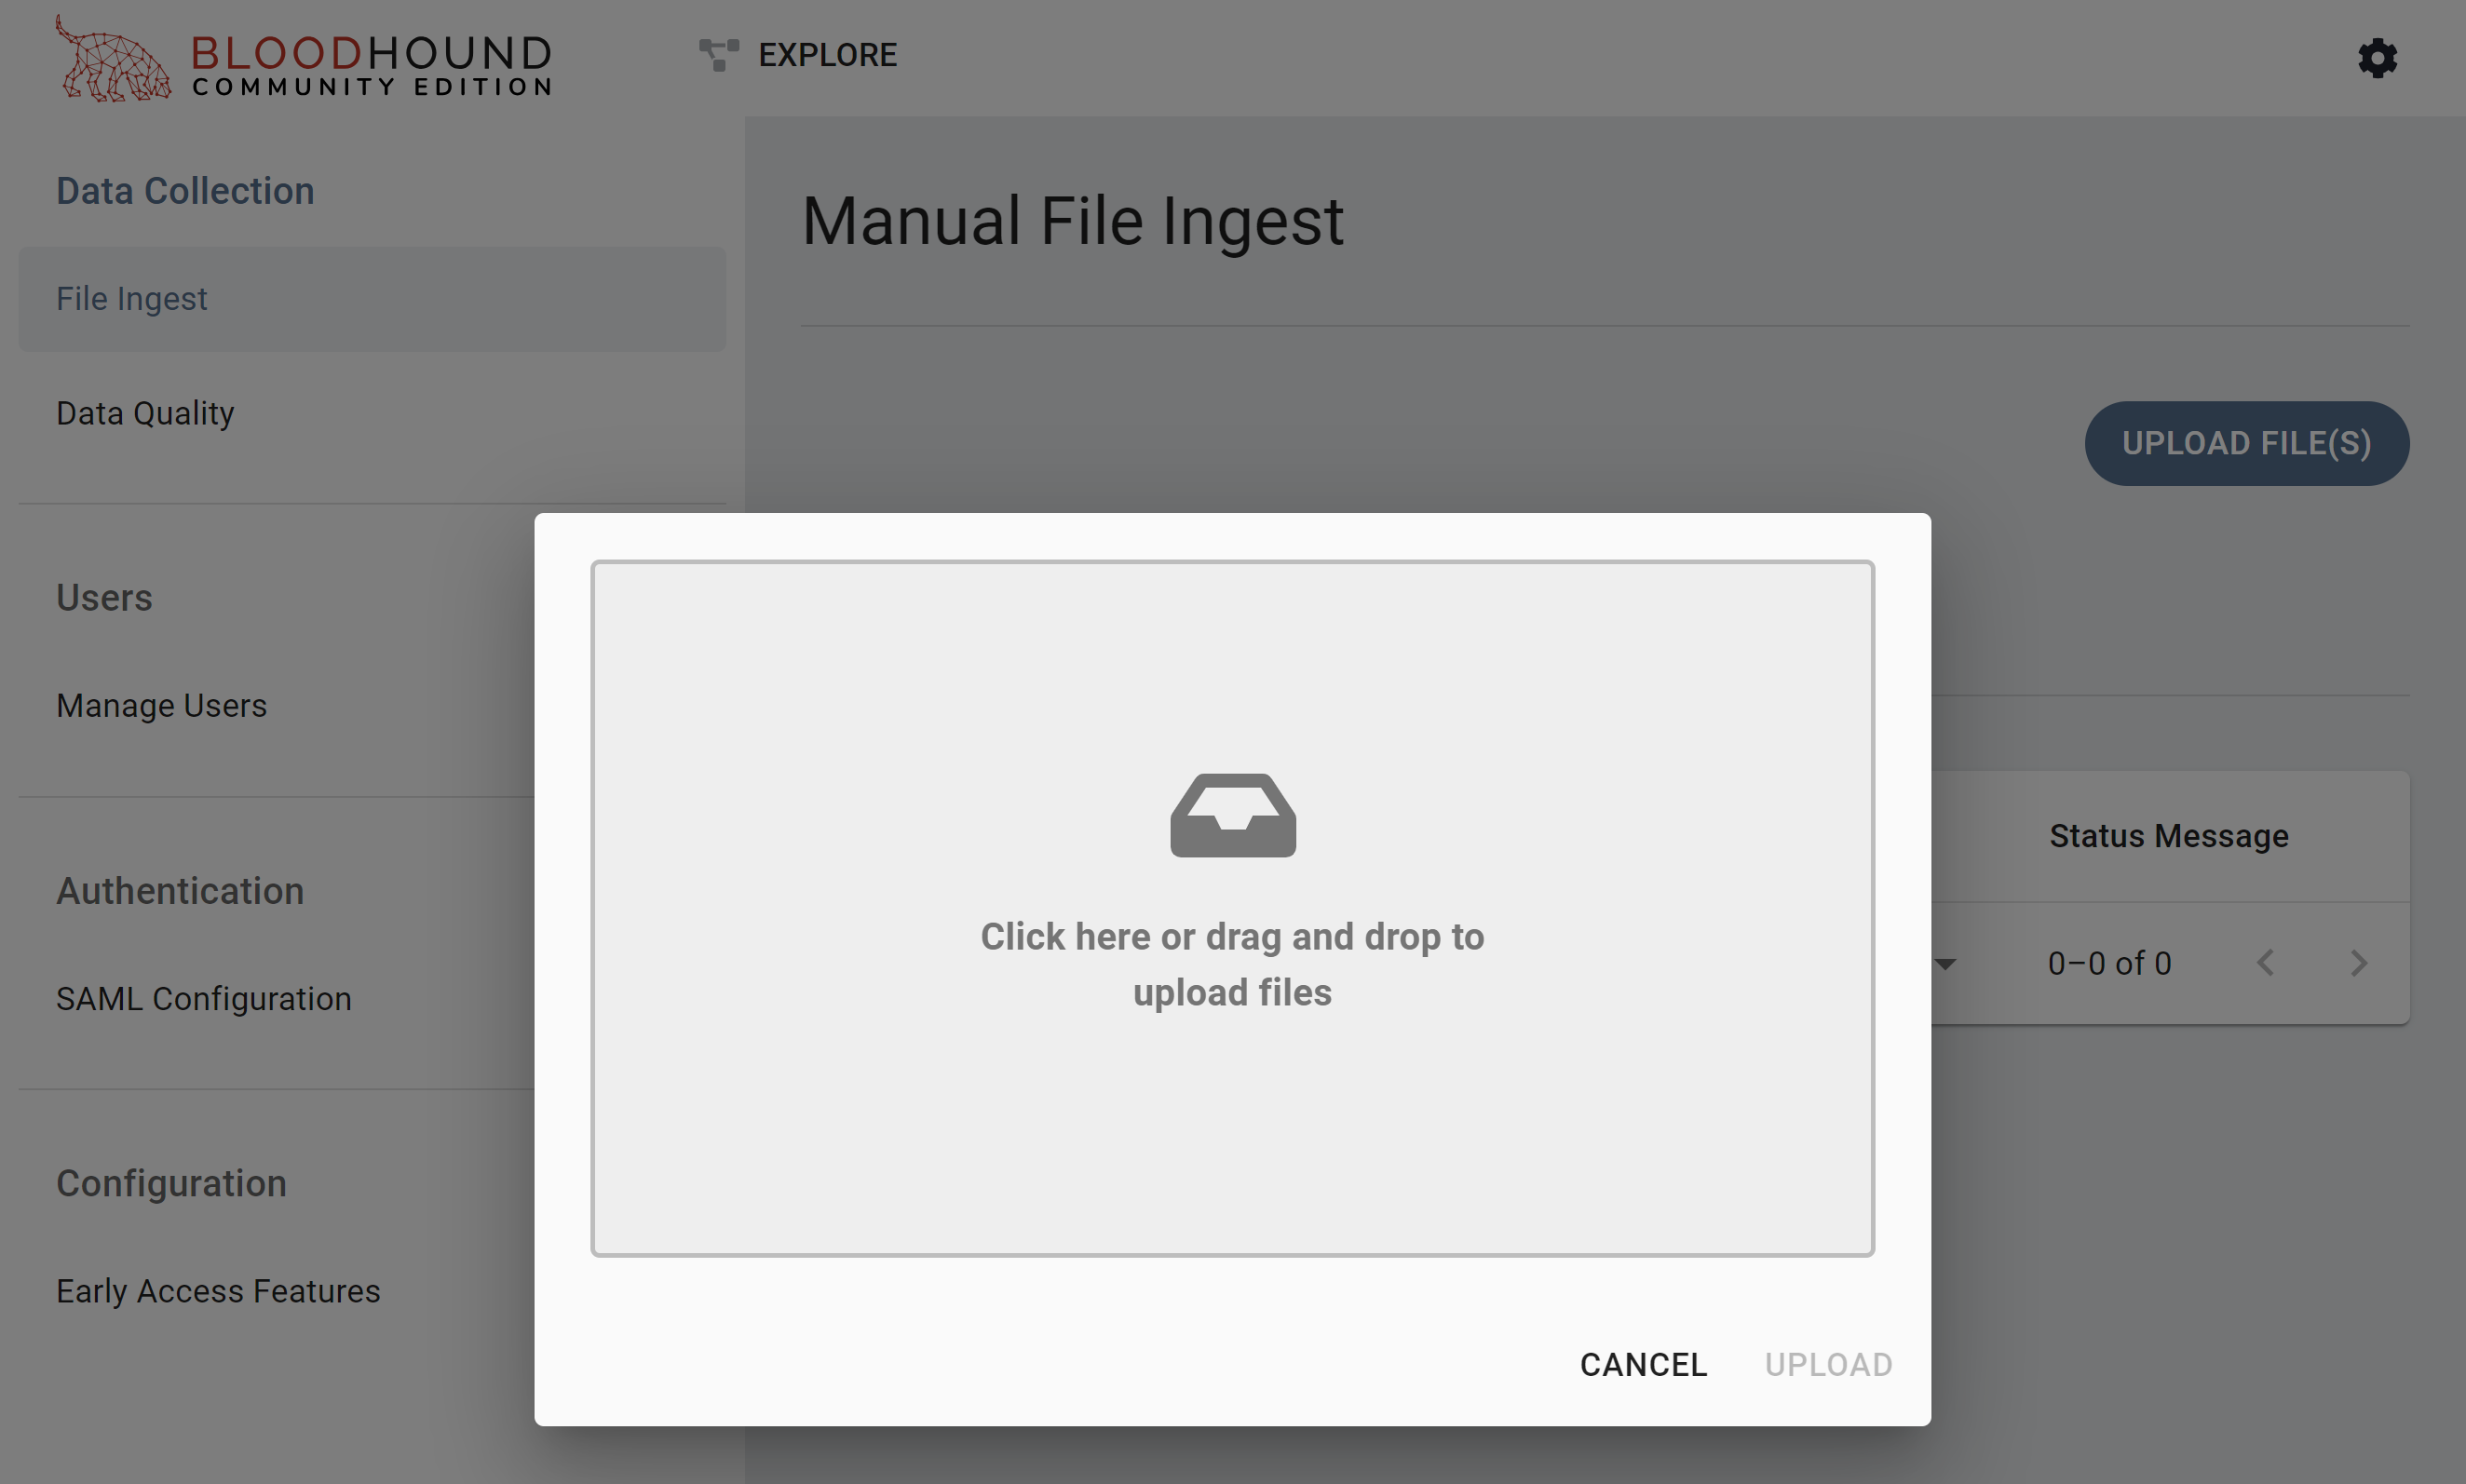 BLOODHOUND
COMMUNITY EDITION
EXPLORE
Data Collection
File Ingest
Data Quality
Users
Manage Users
Authentication
SAML Configuration
Configuration
Early Access Features
Manual File Ingest
UPLOAD FILE(S)
Status Message
0–0 of 0
Click here or drag and drop to
upload files
CANCEL UPLOAD